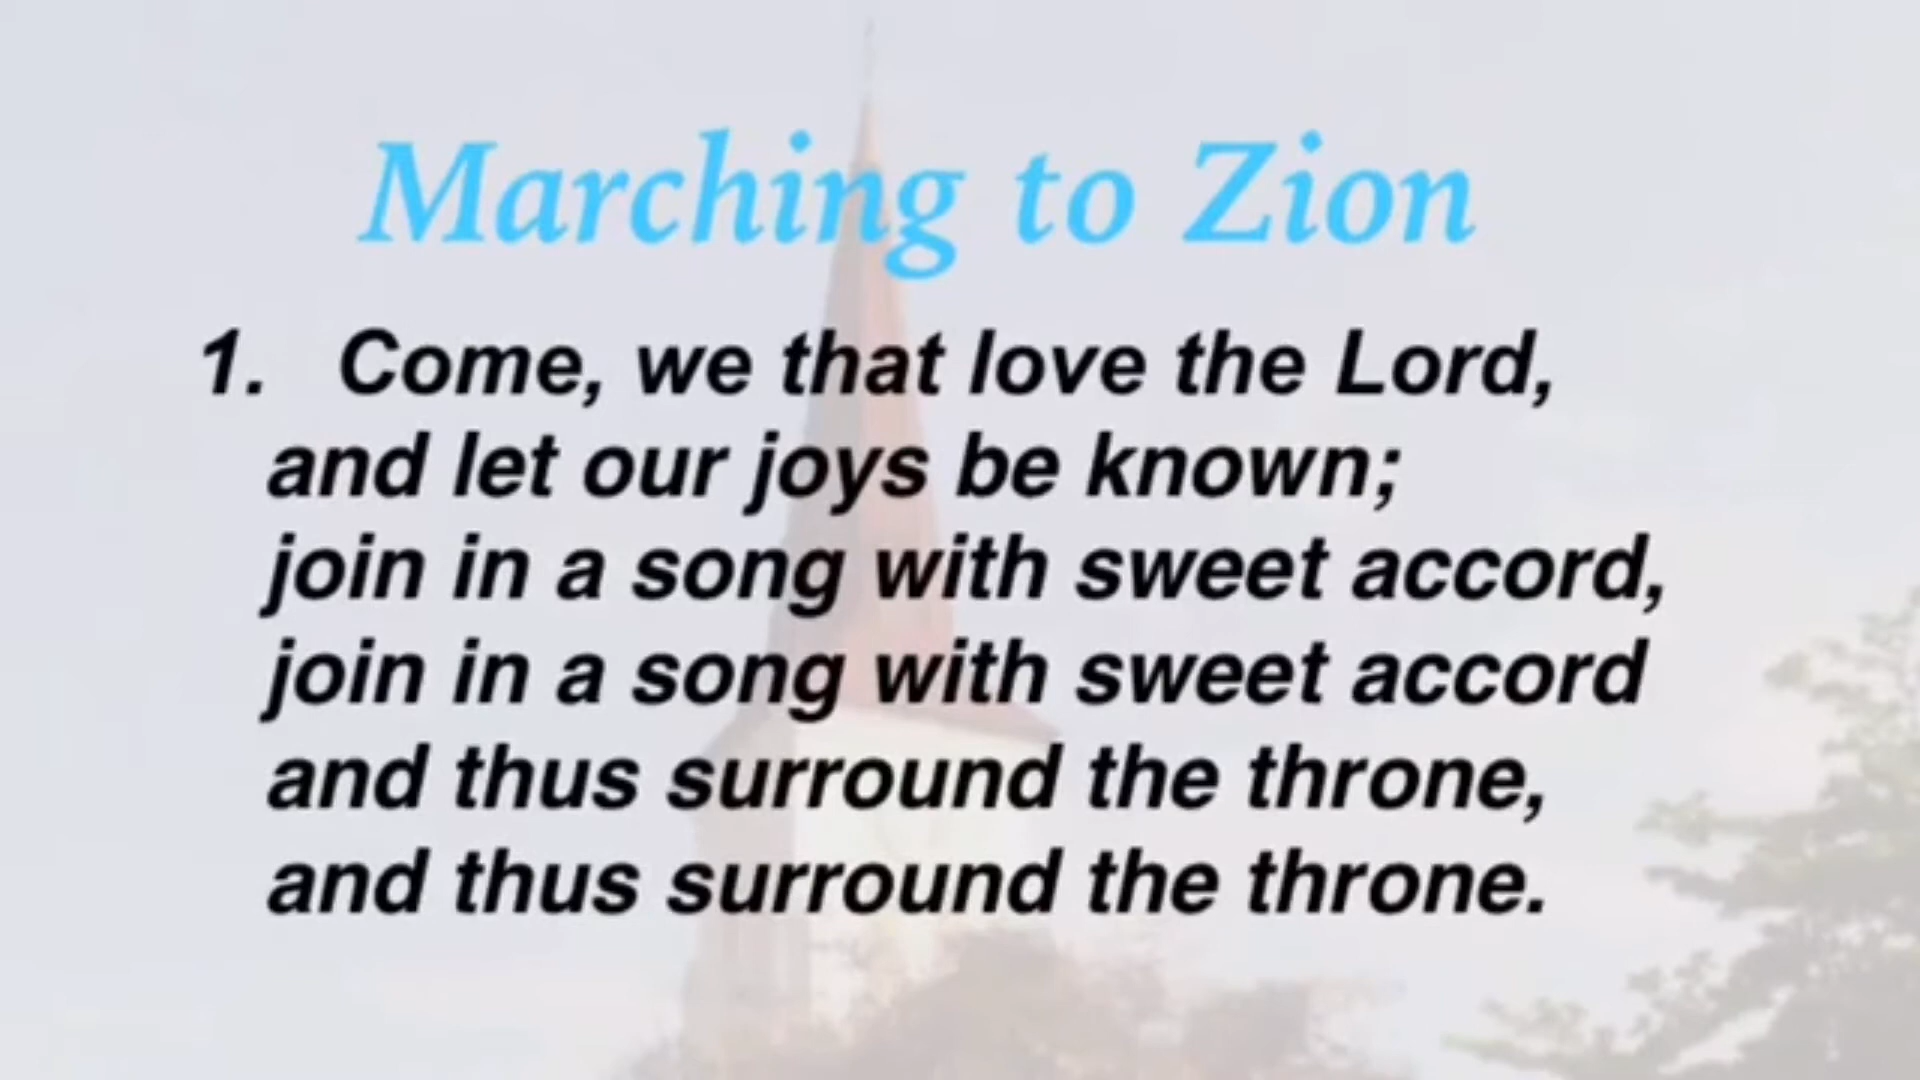 Marching to Zion
1. Come, we that love the Lord,
and let our joys be known;
join in a song with sweet accord,
join in a song with sweet accord
and thus surround the throne,
and thus surround the throne.